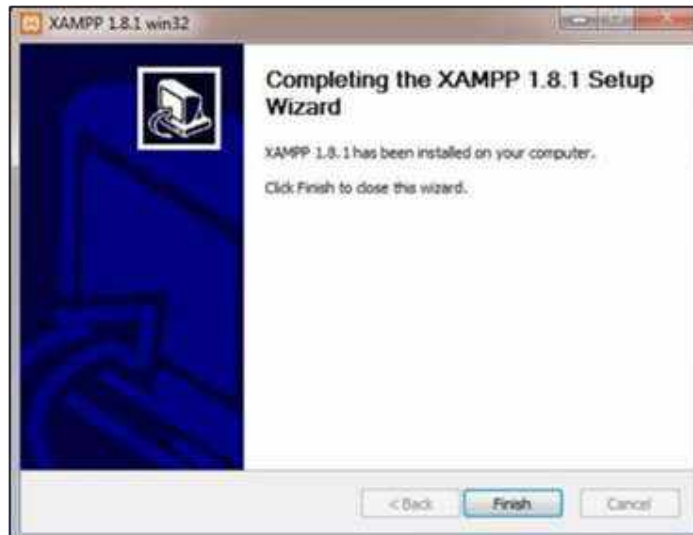 XAMPP 1.8.1 win32
Completing the XAMPP 1.8.1 Setup
Wizard
XAMPP 1.8.1 has been installed on your computer.
Click Finish to close this wizard.
< Back
Finish
Cancel